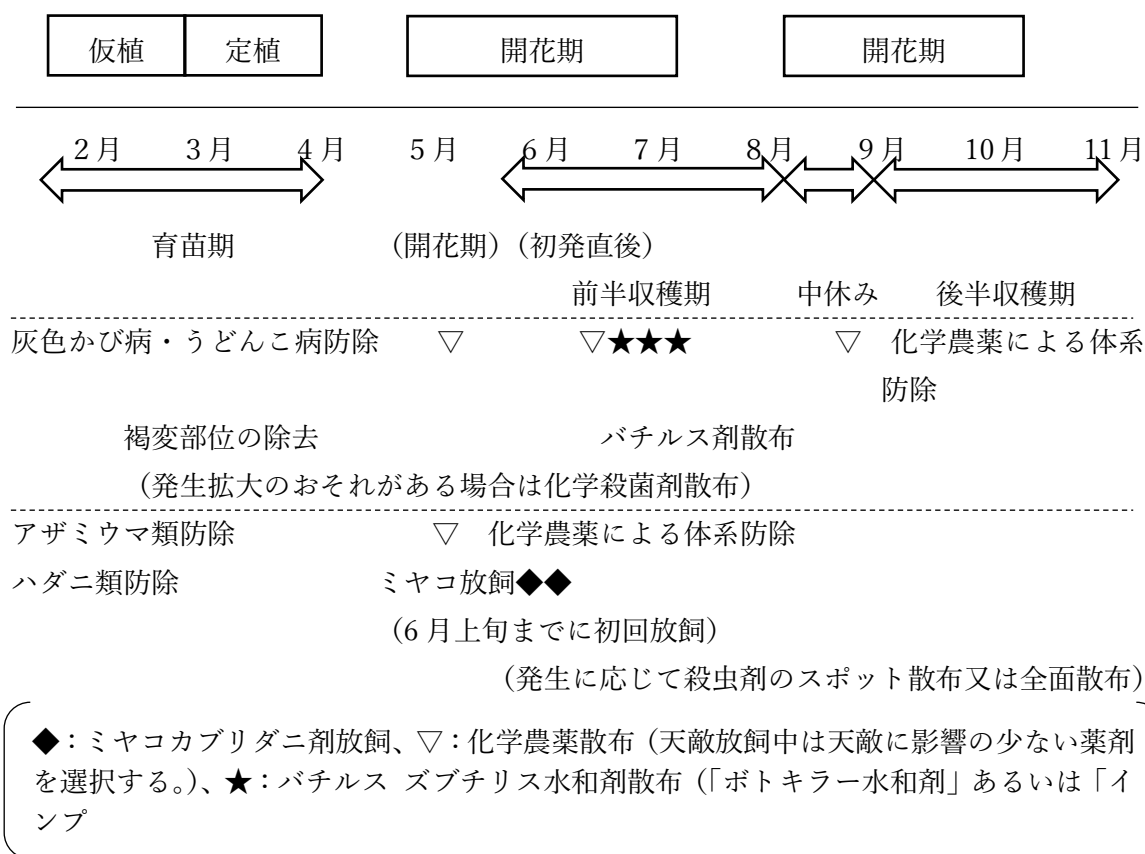 仮植 定植 開花期 開花期
2月 3月 4月 5月 6月 7月 8月 9月 10月 11月
育苗期 (開花期) (初発直後)
前半収穫期 中休み 後半収穫期
灰色かび病・うどんこ病防除 ▽ ▽★★★ ▽ 化学農薬による体系
防除
褐変部位の除去 バチルス剤散布
(発生拡大のおそれがある場合は化学殺菌剤散布)
アザミウマ類防除 ▽ 化学農薬による体系防除
ハダニ類防除 ミヤコ放飼◆◆
(6月上旬までに初回放飼)
(発生に応じて殺虫剤のスポット散布又は全面散布)
◆：ミヤコカブリダニ剤放飼、▽：化学農薬散布（天敵放飼中は天敵に影響の少ない薬剤
を選択する。）、★：バチルス ズブチリス水和剤散布（「ボトキラー水和剤」あるいは「イ
ンプ